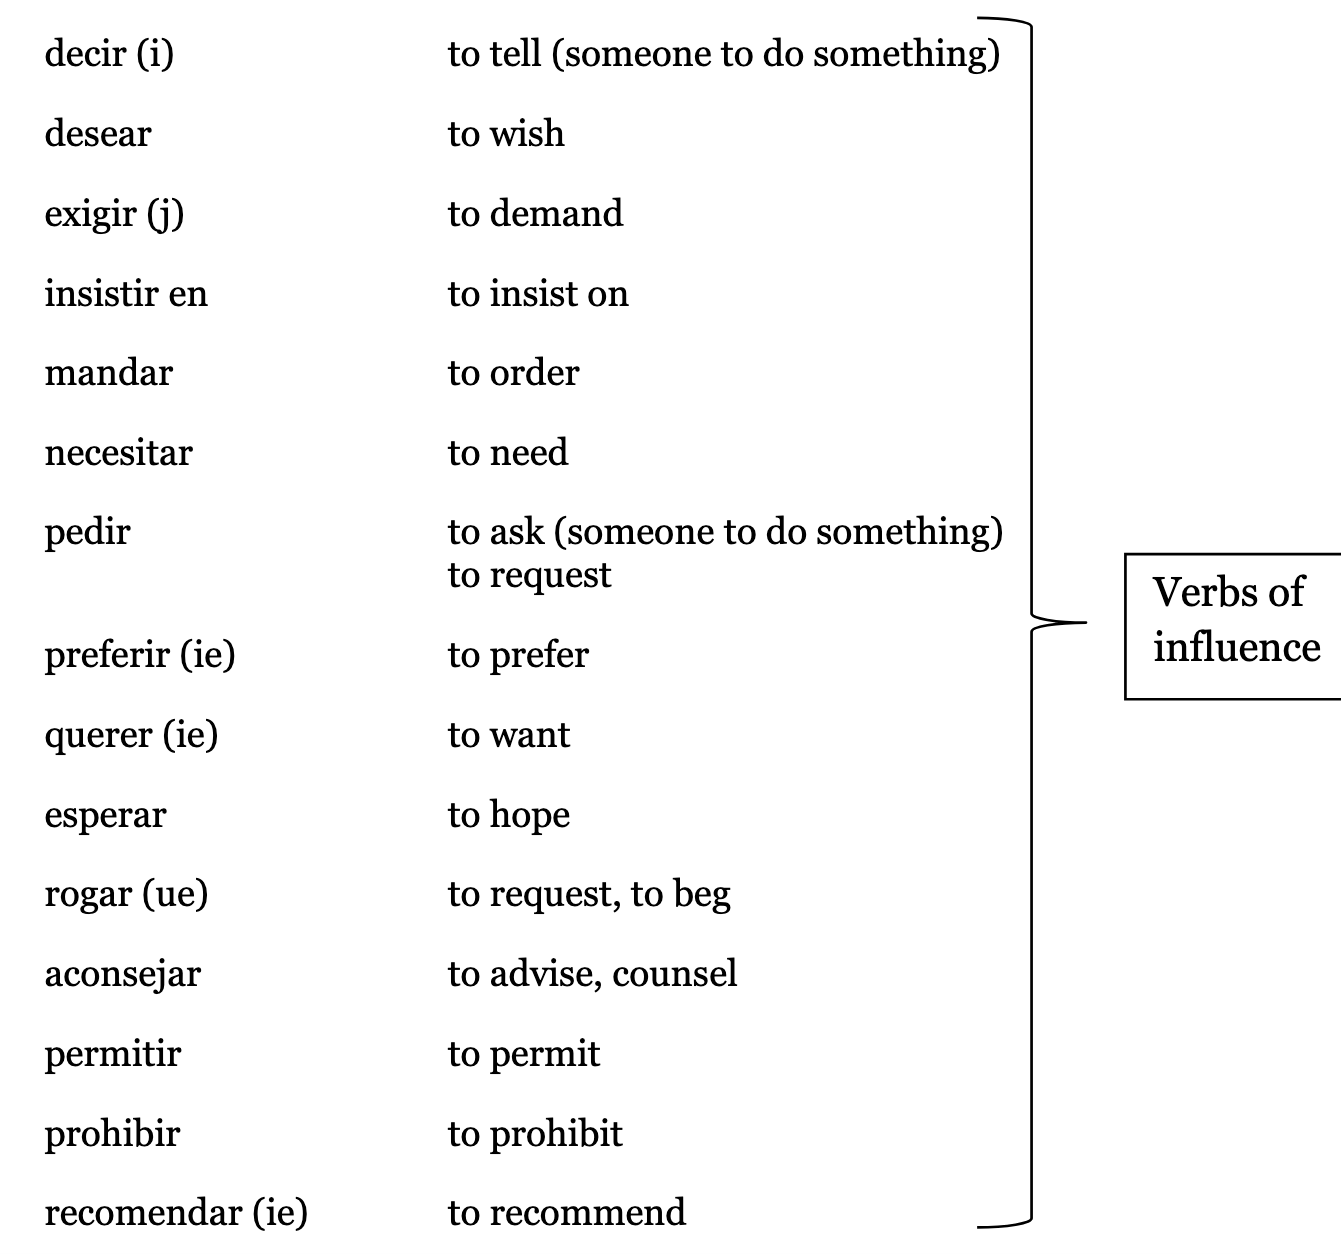 decir (i) to tell (someone to do something)
desear to wish
exigir (j) to demand
insistir en to insist on
mandar to order
necesitar to need
pedir to ask (someone to do something)
to request
preferir (ie) to prefer
querer (ie) to want
esperar to hope
rogar (ue) to request, to beg
aconsejar to advise, counsel
permitir to permit
prohibir to prohibit
recomendar (ie) to recommend
Verbs of
influence